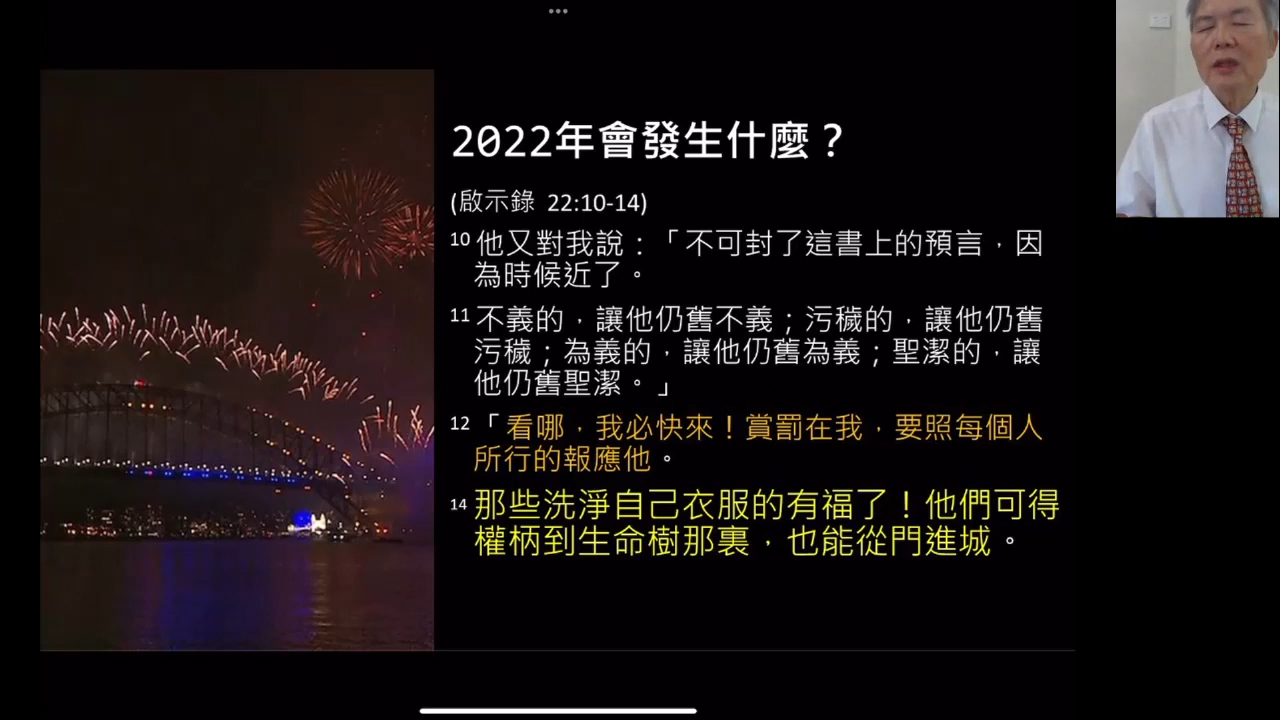 2022年會發生什麼？
(啟示錄 22:10-14)
10 他又對我說：「不可封了這書上的預言，因
為時候近了。
11 不義的，讓他仍舊不義；污穢的，讓他仍舊
污穢；為義的，讓他仍舊為義；聖潔的，讓
他仍舊聖潔。」
12 「看哪，我必快來！賞罰在我，要照每個人
所行的報應他。
14 那些洗淨自己衣服的有福了！他們可得
權柄到生命樹那裏，也能從門進城。